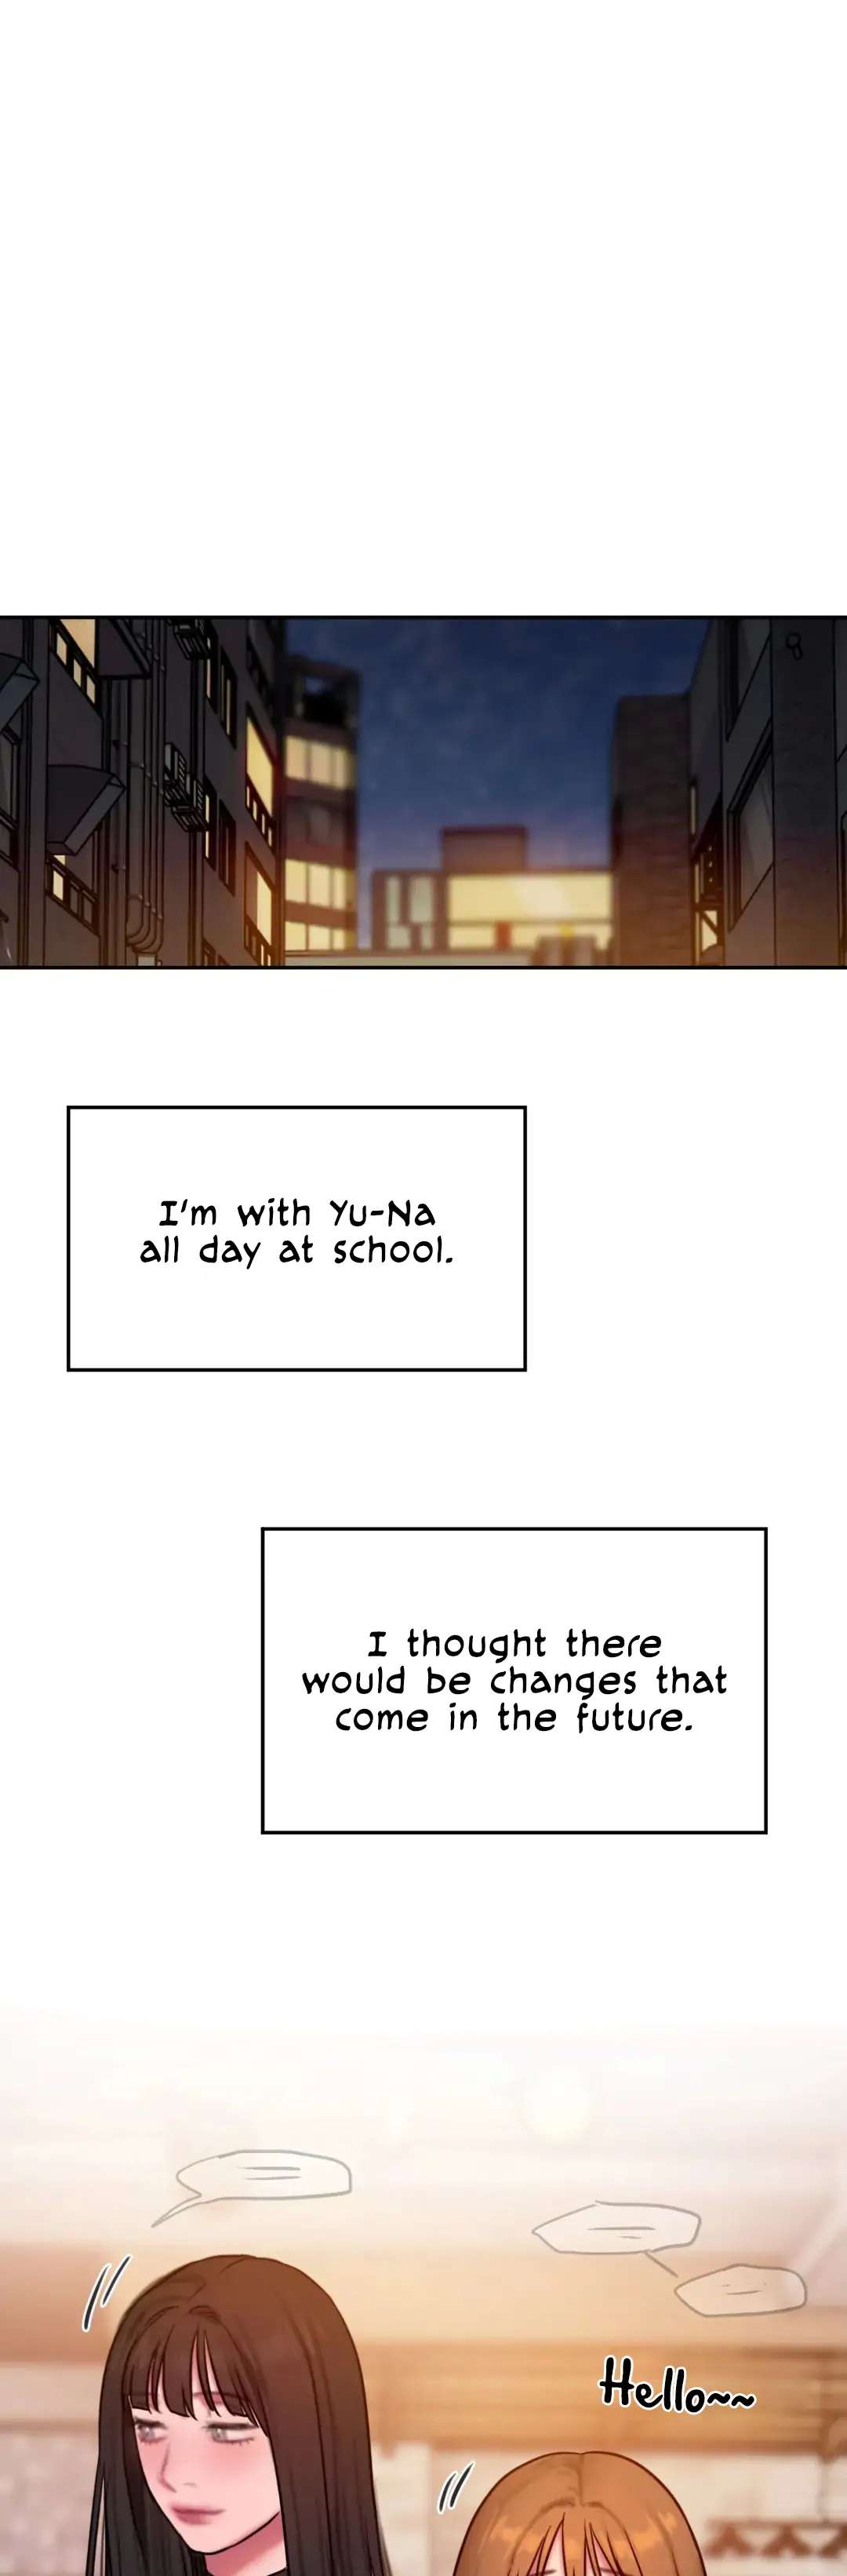 I'm with Yu-Na
all day at school.
I thought there
would be changes that
come in the future.
Hello~~